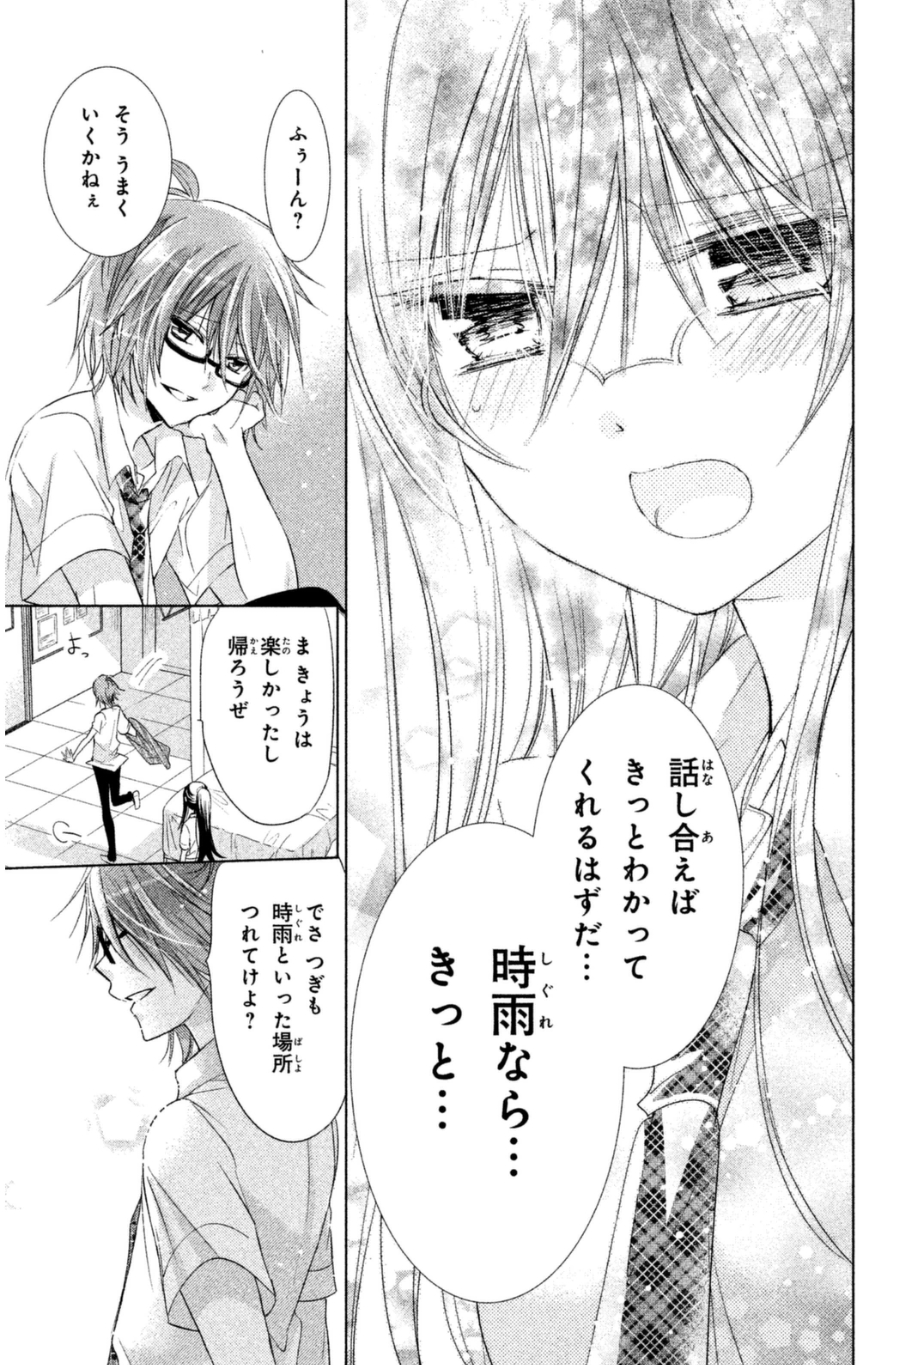 話し合えば
きっとわかって
くれるはずだ…
時雨なら…
きっと…
ふぅーん?
そう うまく
いくかねぇ
ま きょうは
楽しかったし
帰ろうぜ
よっ
でさ つぎも
時雨といった場所
つれてけよ?